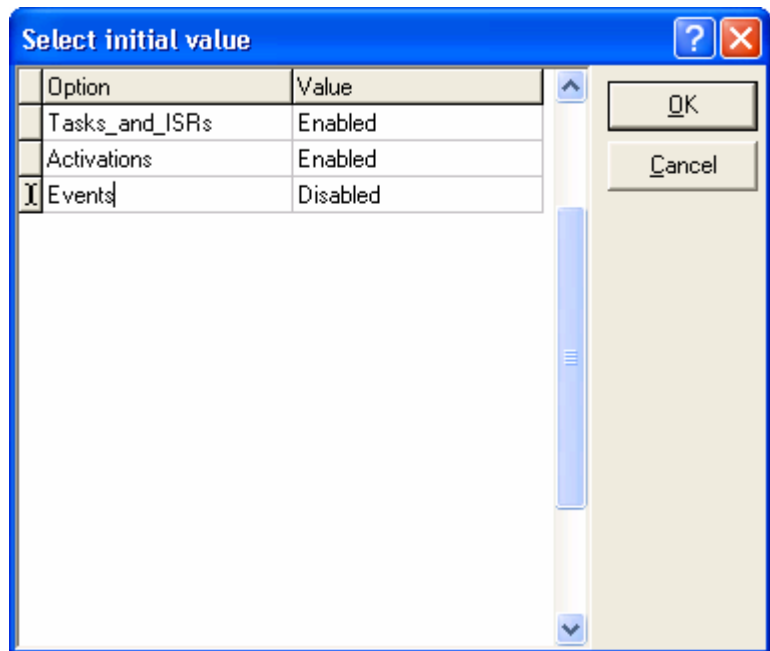 Select initial value
Option Value
Tasks_and_ISRs Enabled
Activations Enabled
Events Disabled
OK
Cancel